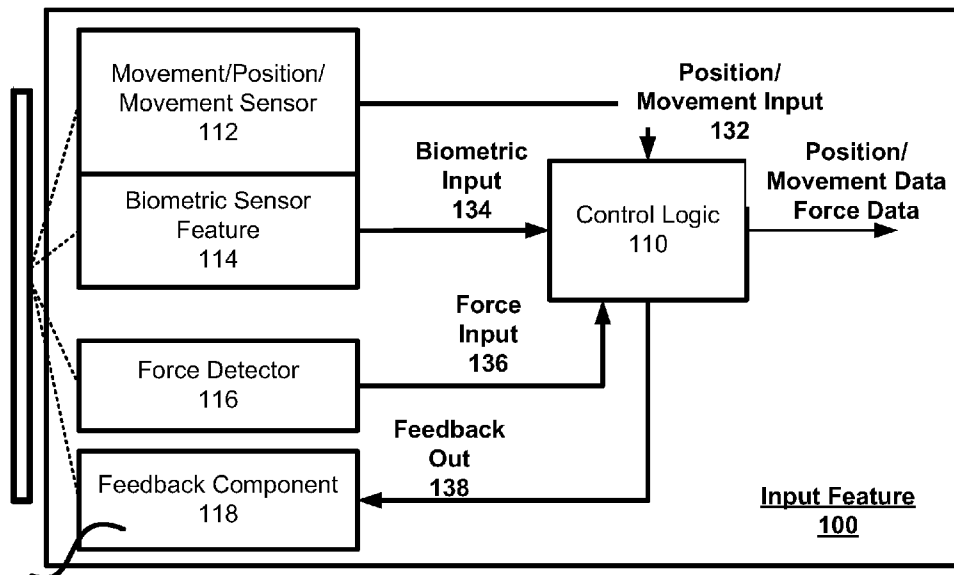 Movement/Position/
Movement Sensor
112
Position/
Movement Input
132
Biometric
Input
134
Position/
Movement Data
Force Data
Biometric Sensor
Feature
114
Control Logic
110
Force
Input
136
Force Detector
116
Feedback
Out
138
Feedback Component
118
Input Feature
100